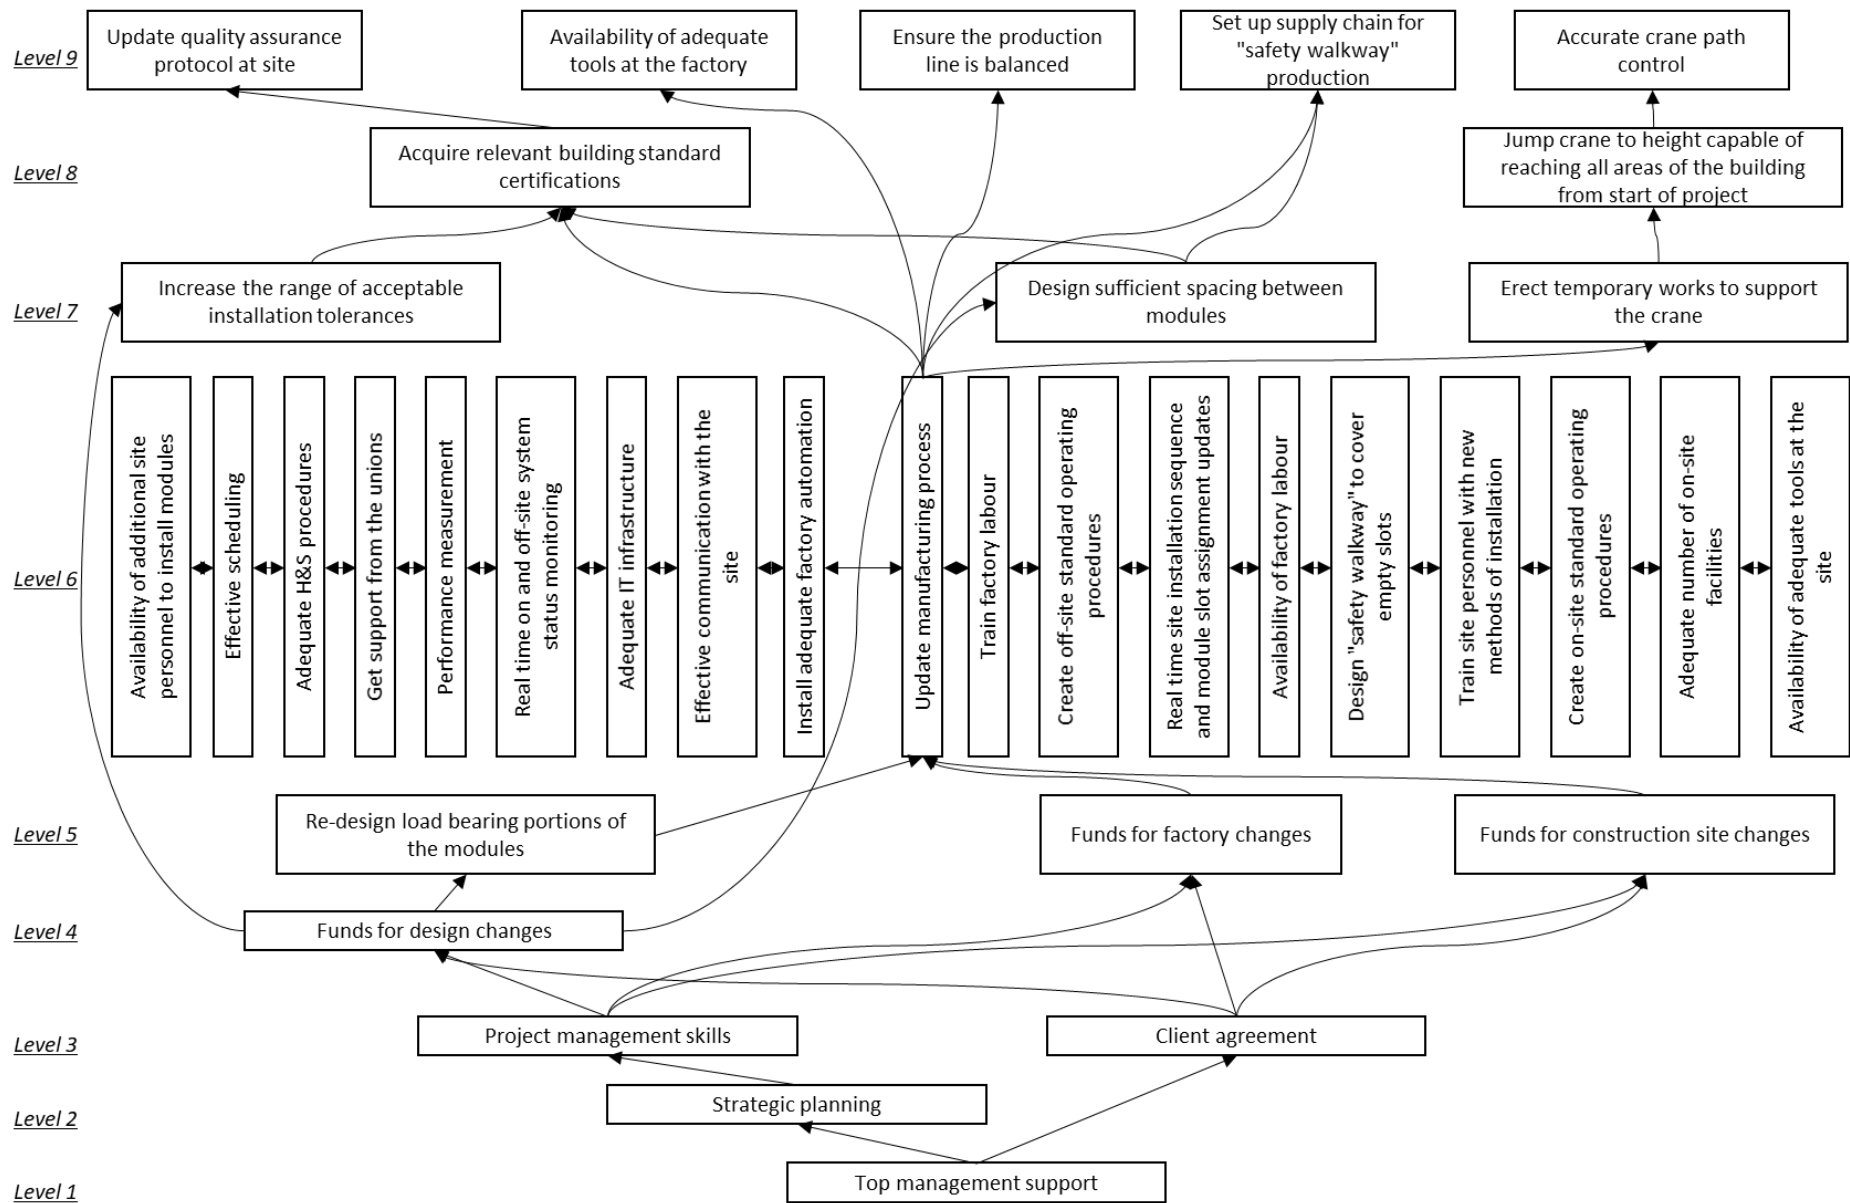 Level 9
Update quality assurance
protocol at site
Availability of adequate
tools at the factory
Ensure the production
line is balanced
Set up supply chain for
"safety walkway"
production
Accurate crane path
control
Level 8
Acquire relevant building standard
certifications
Jump crane to height capable of
reaching all areas of the building
from start of project
Level 7
Increase the range of acceptable
installation tolerances
Design sufficient spacing between
modules
Erect temporary works to support
the crane
Level 6
Availability of additional site
personnel to install modules
Effective scheduling
Adequate H&S procedures
Get support from the unions
Performance measurement
Real time on and off-site system
status monitoring
Adequate IT infrastructure
Effective communication with the
site
Install adequate factory automation
Update manufacturing process
Train factory labour
Create off-site standard operating
procedures
Real time site installation sequence
and module slot assignment updates
Availability of factory labour
Design "safety walkway" to cover
empty slots
Train site personnel with new
methods of installation
Create on-site standard operating
procedures
Adequate number of on-site
facilities
Availability of adequate tools at the
site
Level 5
Re-design load bearing portions of
the modules
Funds for factory changes
Funds for construction site changes
Level 4
Funds for design changes
Level 3
Project management skills
Client agreement
Level 2
Strategic planning
Level 1
Top management support